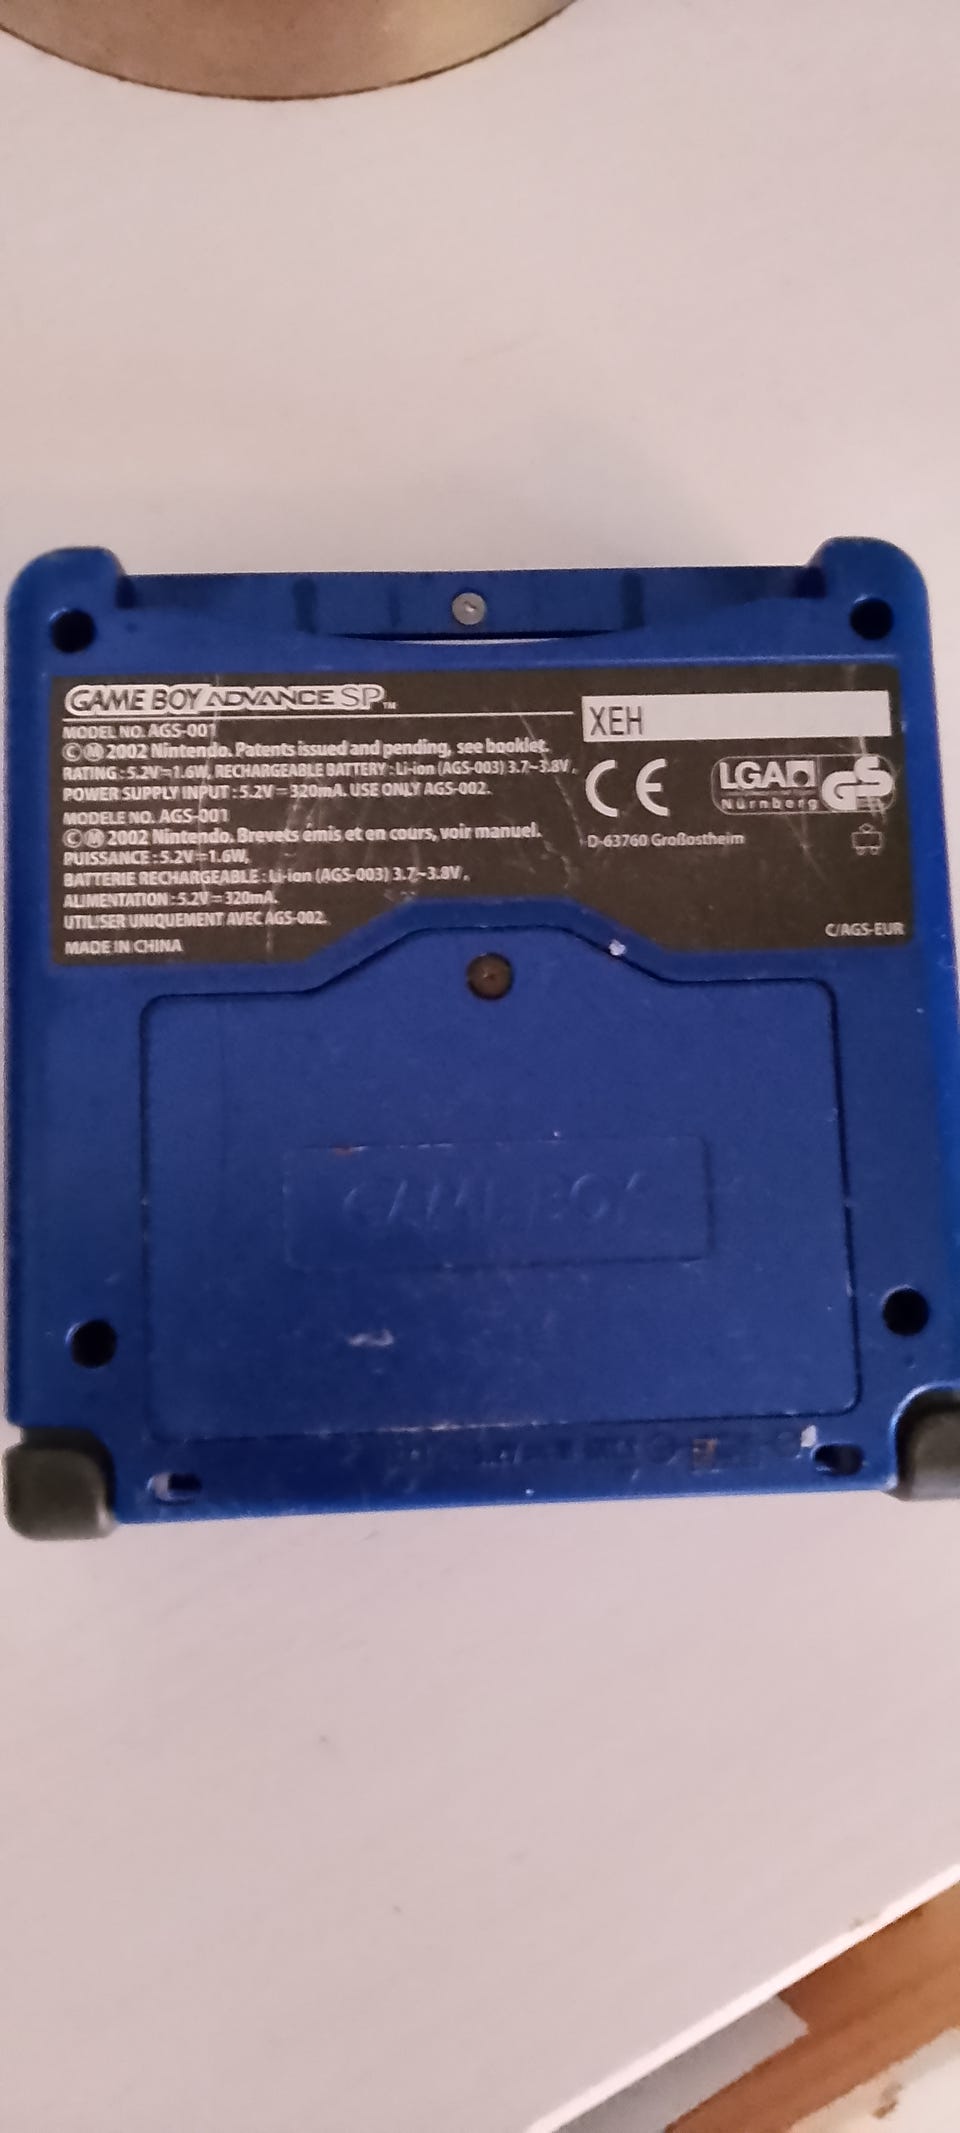 GAME BOY ADVANCE SP™
MODEL NO. AGS-001
Ⓒ Ⓜ 2002 Nintendo. Patents issued and pending, see booklet.
RATING : 5.2V⎓1.6W, RECHARGEABLE BATTERY : Li-ion (AGS-003) 3.7~3.8V,
POWER SUPPLY INPUT : 5.2V⎓320mA. USE ONLY AGS-002.
MODELE NO. AGS-001
Ⓒ Ⓜ 2002 Nintendo. Brevets émis et en cours, voir manuel.
PUISSANCE : 5.2V⎓1.6W,
BATTERIE RECHARGEABLE : Li-ion (AGS-003) 3.7~3.8V,
ALIMENTATION : 5.2V⎓320mA.
UTILISER UNIQUEMENT AVEC AGS-002.
MADE IN CHINA
XEH
CE
LGA
Nürnberg
GS
D-63760 Großostheim
C/AGS-EUR
GAME BOY